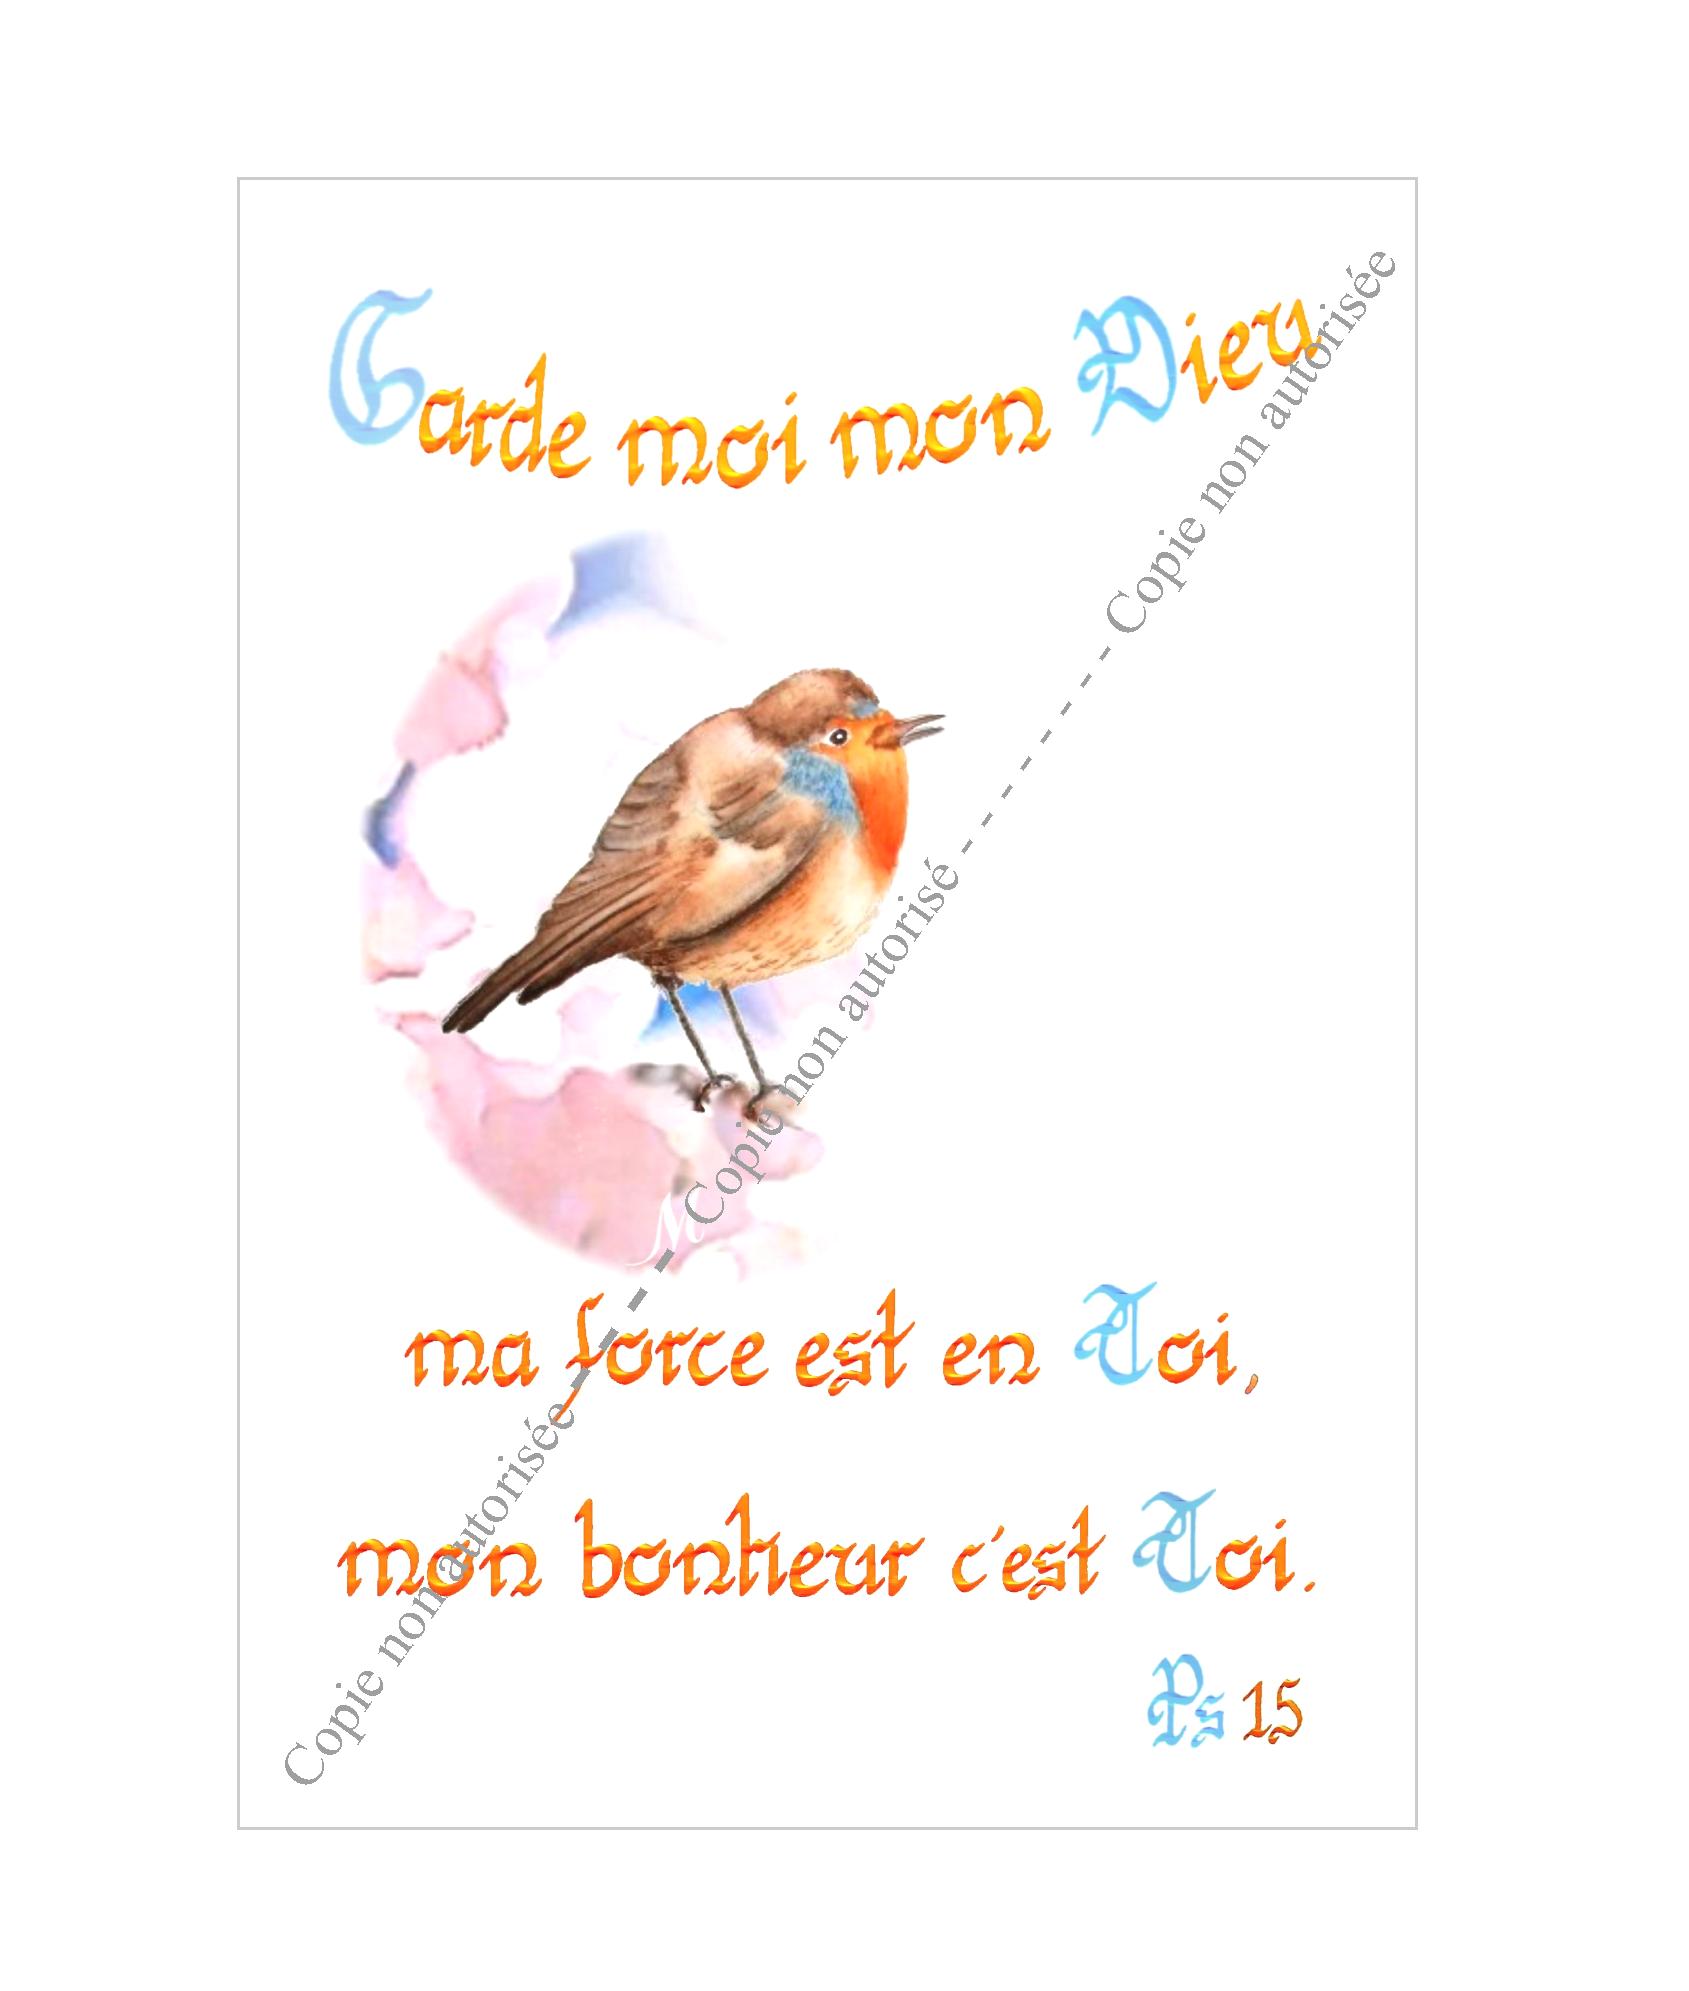 Garde moi mon Dieu
ma force est en Toi,
mon bonheur c'est Toi.
Ps 15
Copie non autorisée - - - Copie non autorisé - - - - - - - - Copie non autorisée
M